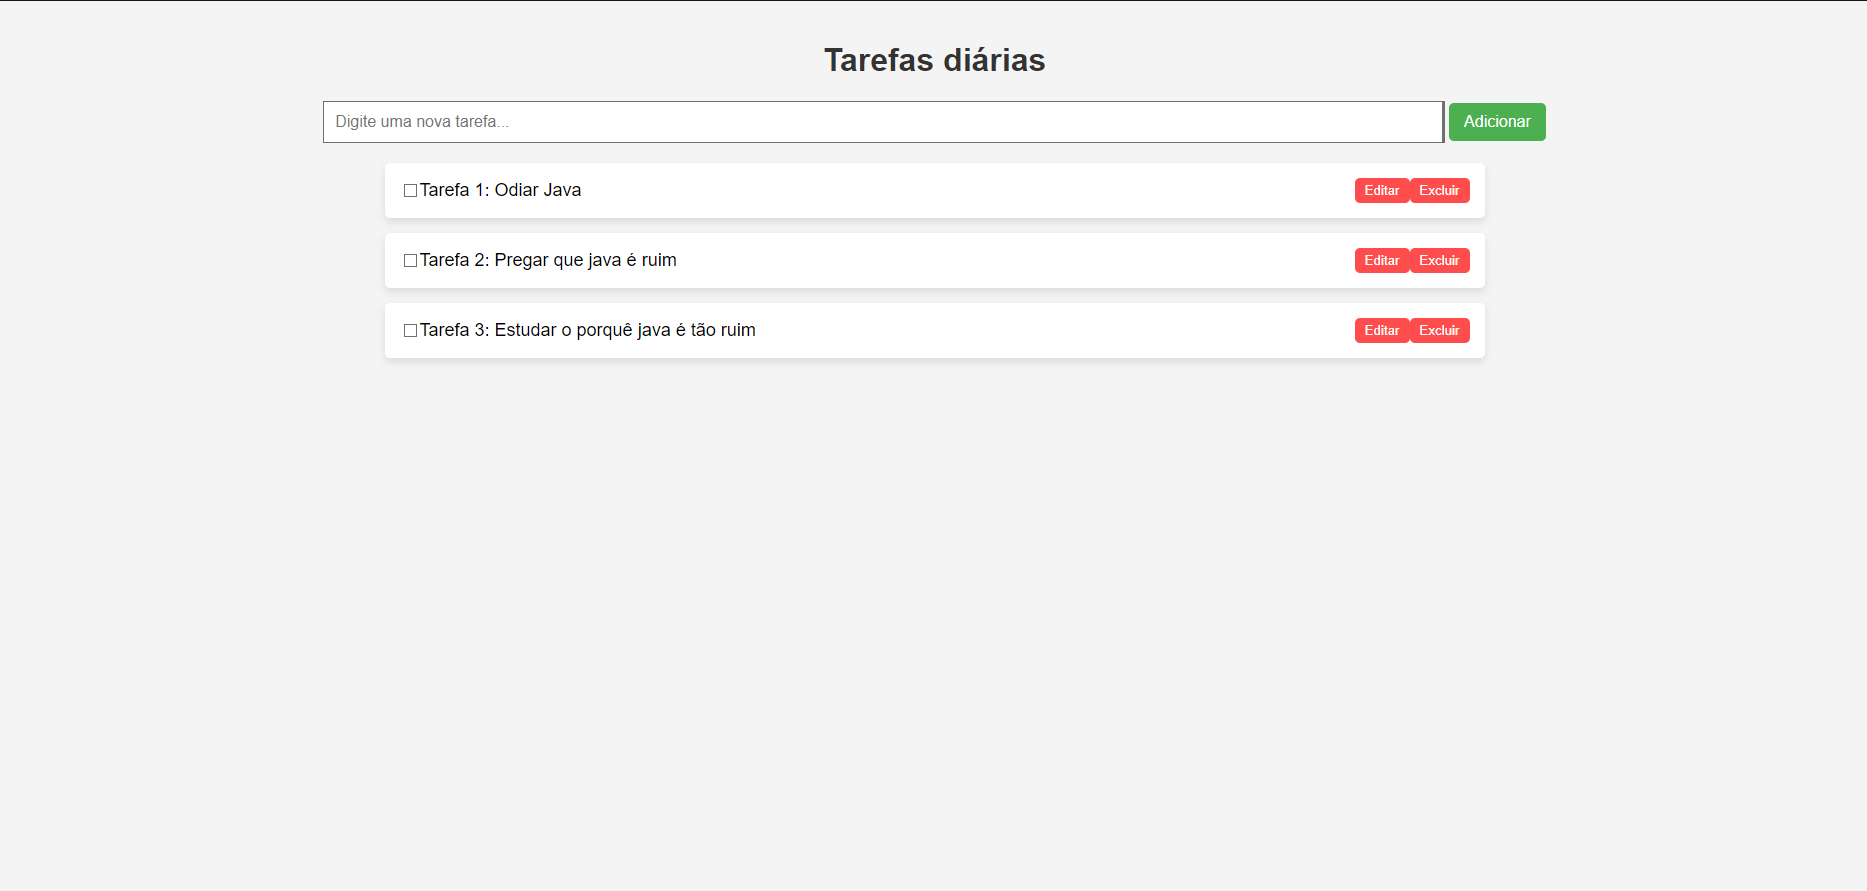 Tarefas diárias
Digite uma nova tarefa... Adicionar
Tarefa 1: Odiar Java Editar Excluir
Tarefa 2: Pregar que java é ruim Editar Excluir
Tarefa 3: Estudar o porquê java é tão ruim Editar Excluir